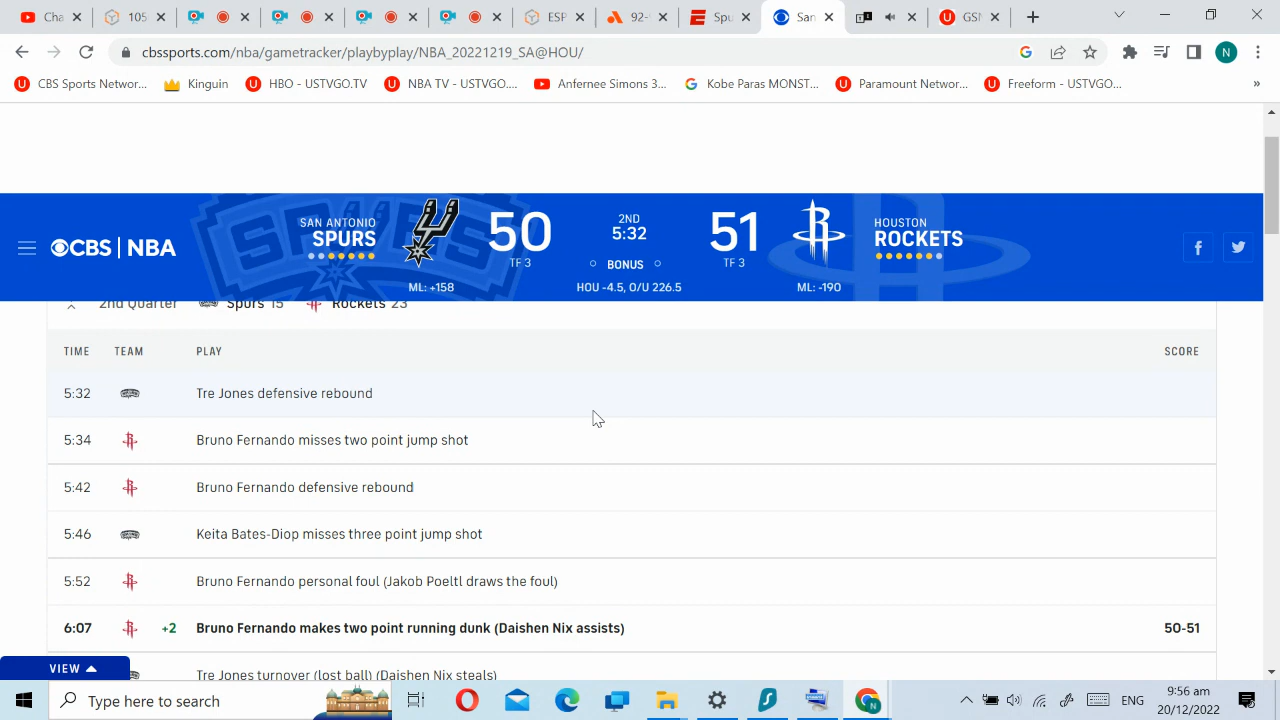 Cha
105
ESP
92-
Spu
San
GSN
cbssports.com/nba/gametracker/playbyplay/NBA_20221219_SA@HOU/
N
CBS Sports Networ...
Kinguin
HBO - USTVGO.TV
NBA TV - USTVGO....
Anfernee Simons 3...
Kobe Paras MONST...
Paramount Networ...
Freeform - USTVGO...
»
CBS | NBA
SAN ANTONIO
SPURS
50
TF 3
ML: +158
2ND
5:32
BONUS
HOU -4.5, O/U 226.5
51
TF 3
ML: -190
HOUSTON
ROCKETS
2nd Quarter Spurs 15 Rockets 23
TIME TEAM PLAY SCORE
5:32 Tre Jones defensive rebound
5:34 Bruno Fernando misses two point jump shot
5:42 Bruno Fernando defensive rebound
5:46 Keita Bates-Diop misses three point jump shot
5:52 Bruno Fernando personal foul (Jakob Poeltl draws the foul)
6:07 +2 Bruno Fernando makes two point running dunk (Daishen Nix assists) 50-51
Tre Jones turnover (lost ball) (Daishen Nix steals)
VIEW
Type here to search
ENG
9:56 am
20/12/2022